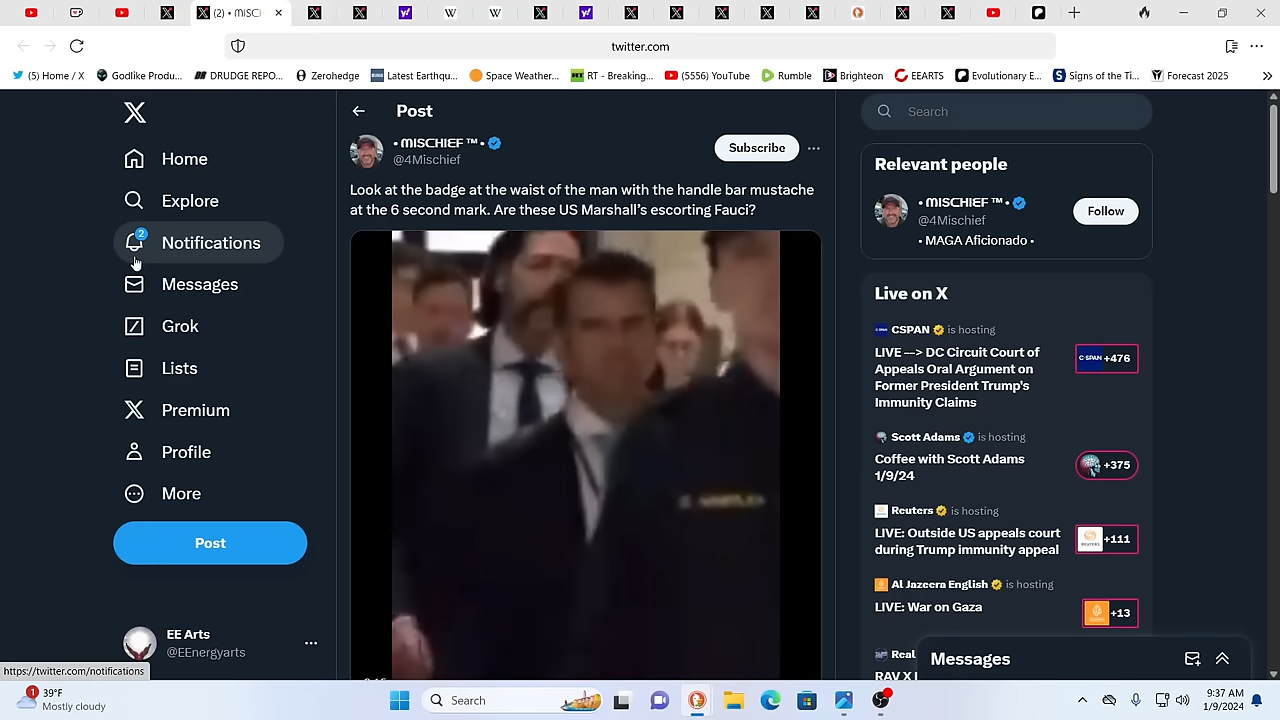 (2) • MISCI
twitter.com
(5) Home / X
Godlike Produ...
DRUDGE REPO...
Zerohedge
Latest Earthqu...
Space Weather...
RT - Breaking...
(5556) YouTube
Rumble
Brighteon
EEARTS
Evolutionary E...
Signs of the Ti...
Forecast 2025
Home
Explore
2
Notifications
Messages
Grok
Lists
Premium
Profile
More
Post
EE Arts
@EEnergyarts
https://twitter.com/notifications
Post
• MISCHIEF ™ •
@4Mischief
Subscribe
Look at the badge at the waist of the man with the handle bar mustache
at the 6 second mark. Are these US Marshall's escorting Fauci?
Search
Relevant people
• MISCHIEF ™ •
@4Mischief
Follow
• MAGA Aficionado •
Live on X
CSPAN is hosting
LIVE —> DC Circuit Court of
Appeals Oral Argument on
Former President Trump's
Immunity Claims
C-SPAN +476
Scott Adams is hosting
Coffee with Scott Adams
1/9/24
+375
Reuters is hosting
LIVE: Outside US appeals court
during Trump immunity appeal
REUTERS +111
Al Jazeera English is hosting
LIVE: War on Gaza
+13
Real
Messages
1
39°F
Mostly cloudy
Search
9:37 AM
1/9/2024